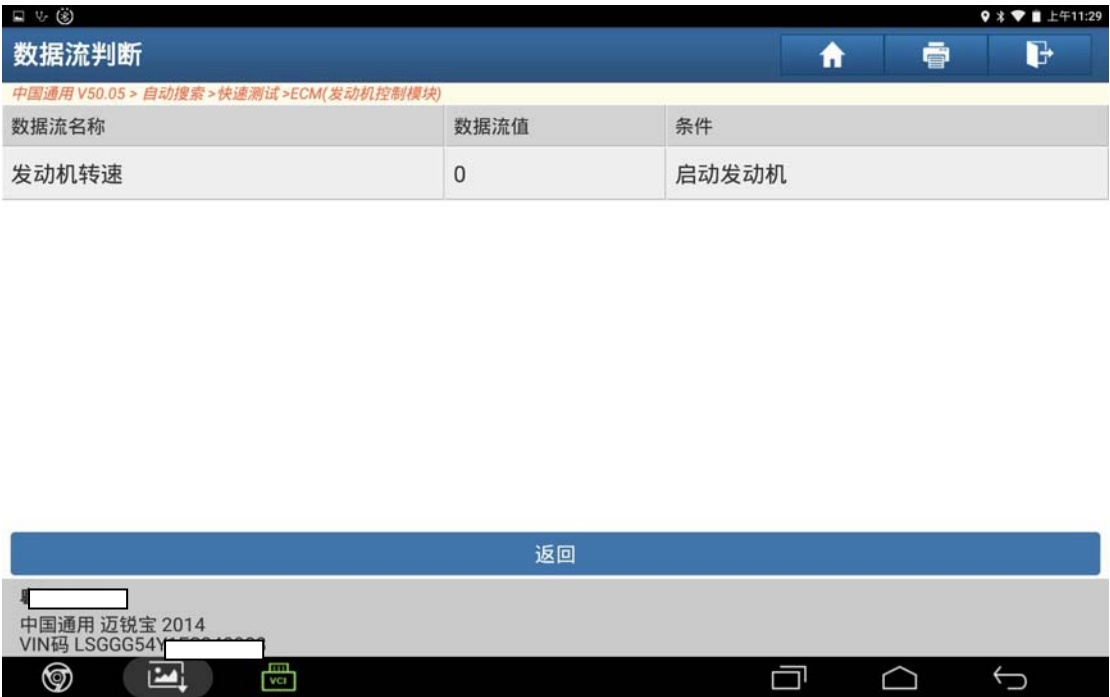 上午11:29
数据流判断
中国通用 V50.05 > 自动搜索 >快速测试 >ECM(发动机控制模块)
数据流名称 数据流值 条件
发动机转速 0 启动发动机
返回
中国通用 迈锐宝 2014
VIN码 LSGGG54Y
VCI